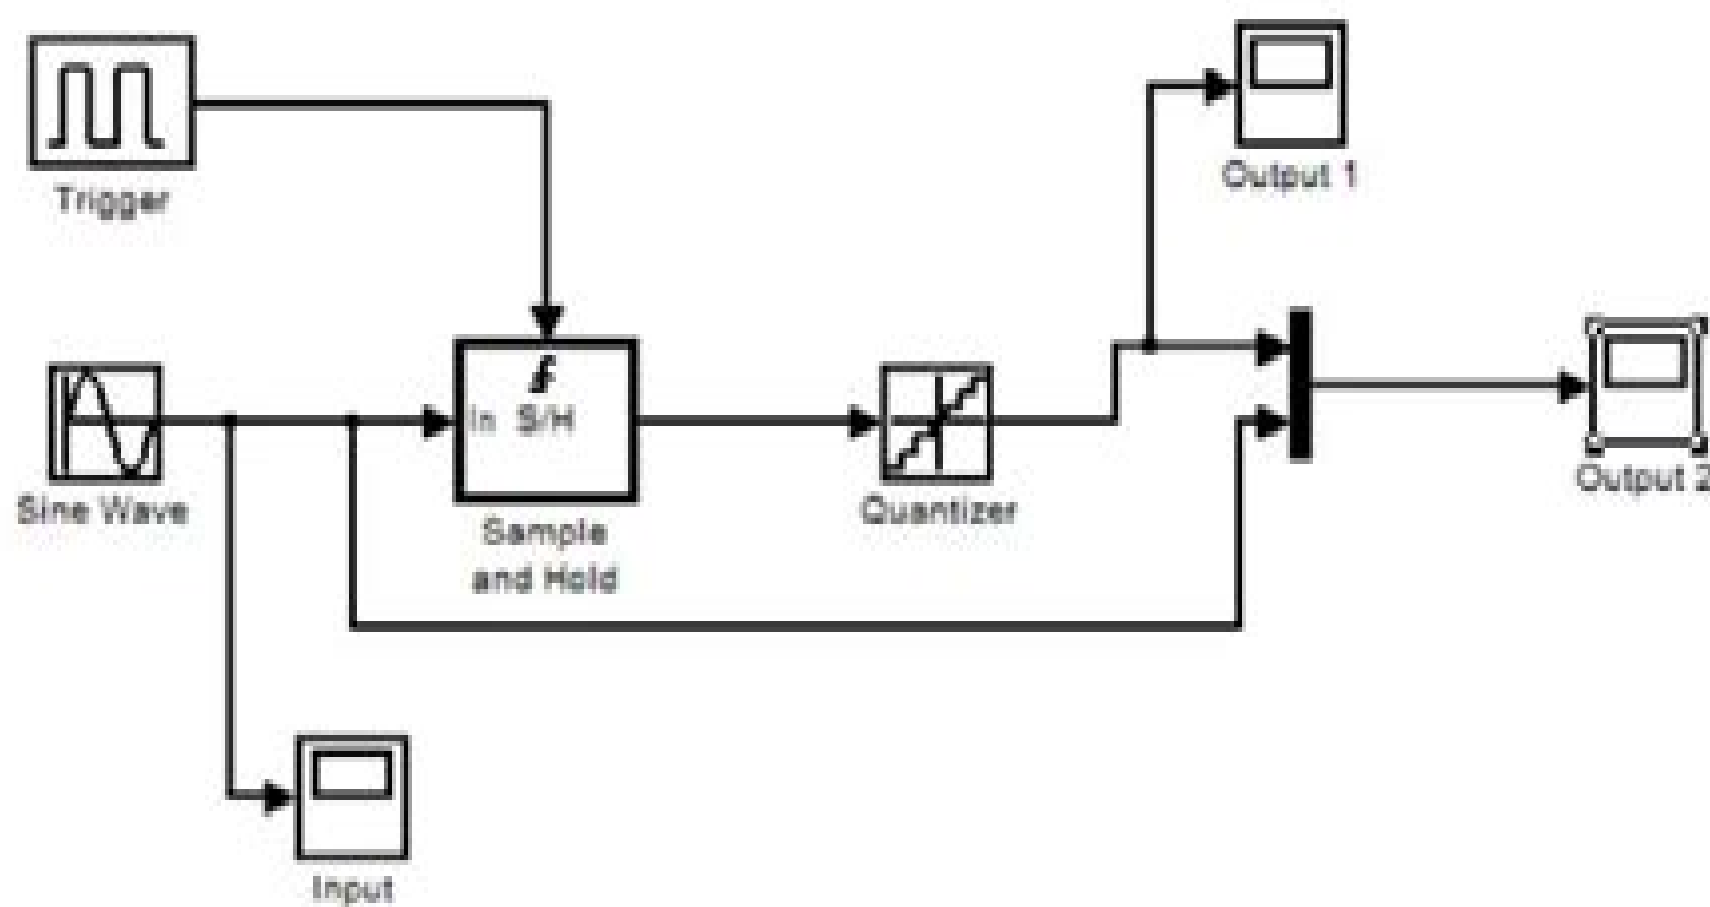 Trigger
Output 1
In S/H
Output 2
Sine Wave
Quantizer
Sample
and Hold
Input